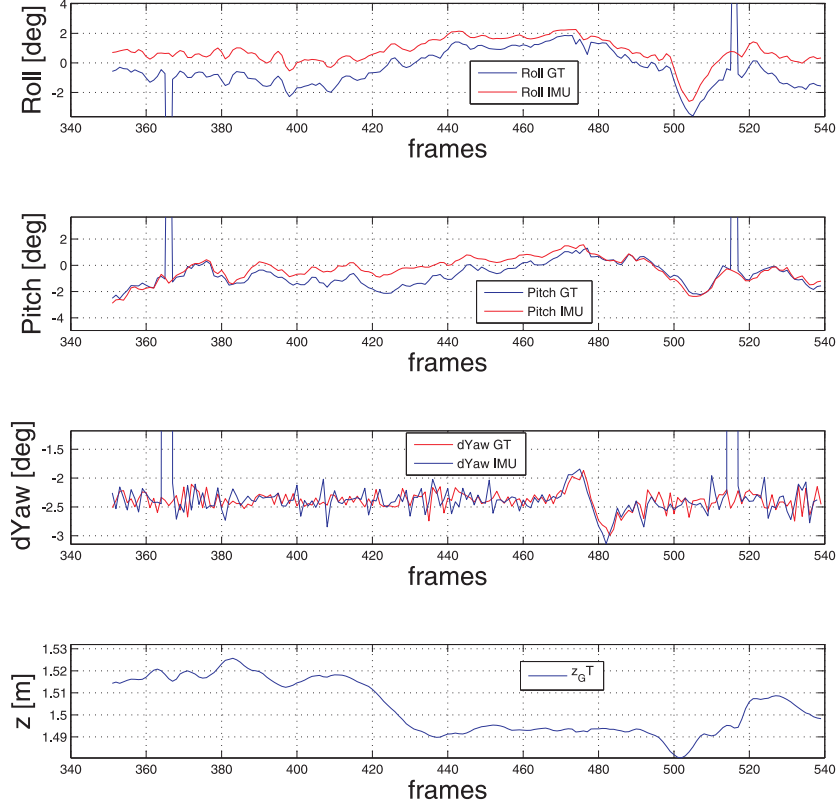 4
2
0
-2
Roll [deg]
Roll GT
Roll IMU
340 360 380 400 420 440 460 480 500 520 540
frames
2
0
-2
-4
Pitch [deg]
Pitch GT
Pitch IMU
340 360 380 400 420 440 460 480 500 520 540
frames
-1.5
-2
-2.5
-3
dYaw [deg]
dYaw GT
dYaw IMU
340 360 380 400 420 440 460 480 500 520 540
frames
1.53
1.52
1.51
1.5
1.49
z [m]
z_GT
340 360 380 400 420 440 460 480 500 520 540
frames